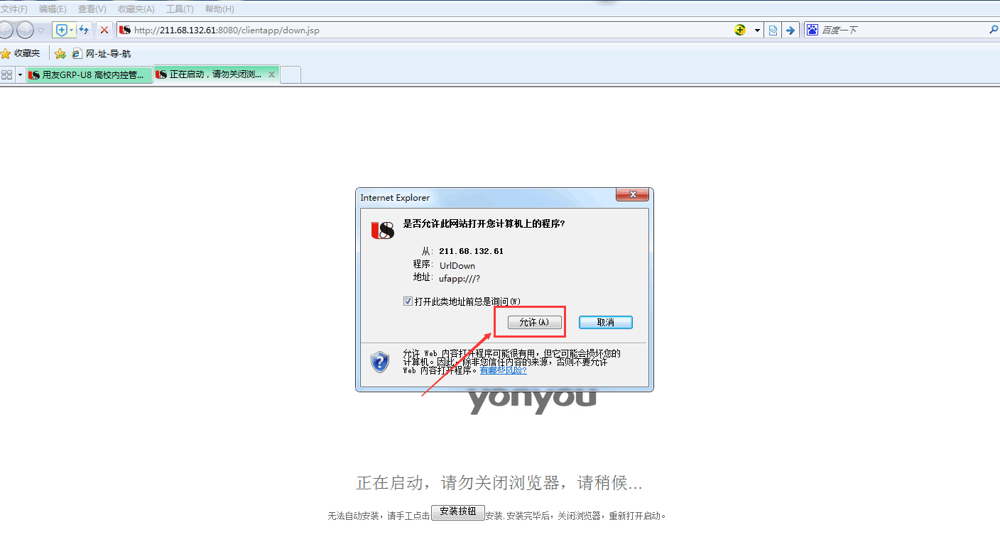 文件(F) 编辑(E) 查看(V) 收藏夹(A) 工具(T) 帮助(H)
http://211.68.132.61:8080/clientapp/down.jsp 百度一下
收藏夹 网-址-导-航
用友GRP-U8 高校内控管... 正在启动，请勿关闭浏...
Internet Explorer
是否允许此网站打开您计算机上的程序?
从: 211.68.132.61
程序: UrlDown
地址: ufapp:///?
打开此类地址前总是询问(W)
允许(A) 取消
允许 Web 内容打开程序可能很有用，但它可能会损坏您的
计算机。因此，除非您信任内容的来源，否则不要允许
Web 内容打开程序。有哪些风险?
yonyou
正在启动，请勿关闭浏览器，请稍候...
无法自动安装，请手工点击 安装按钮 安装,安装完毕后，关闭浏览器，重新打开启动。